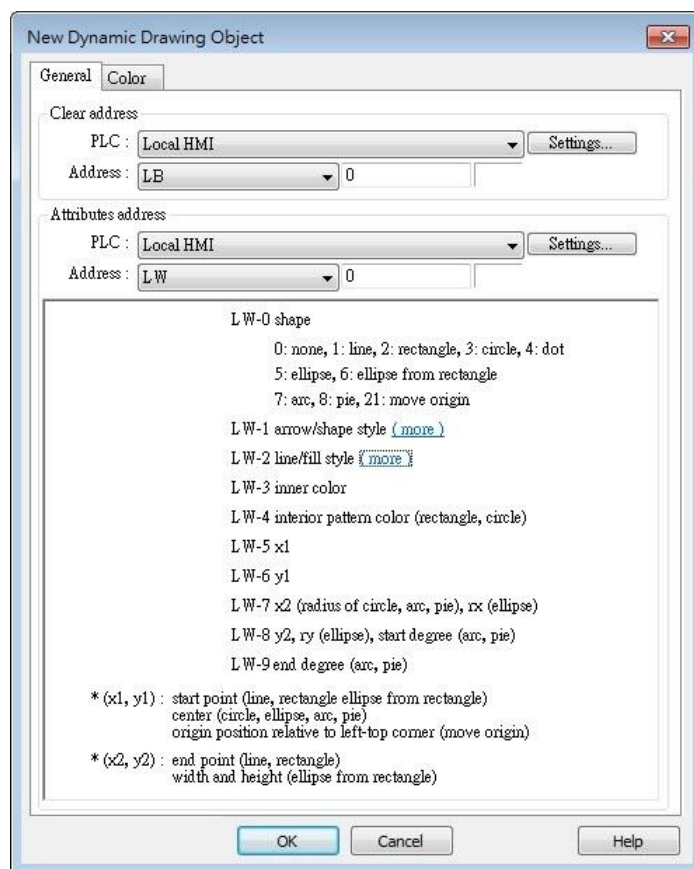 New Dynamic Drawing Object
General Color
Clear address
PLC : Local HMI Settings...
Address : LB 0
Attributes address
PLC : Local HMI Settings...
Address : LW 0
LW-0 shape
0: none, 1: line, 2: rectangle, 3: circle, 4: dot
5: ellipse, 6: ellipse from rectangle
7: arc, 8: pie, 21: move origin
LW-1 arrow/shape style ( more )
LW-2 line/fill style ( more )
LW-3 inner color
LW-4 interior pattern color (rectangle, circle)
LW-5 x1
LW-6 y1
LW-7 x2 (radius of circle, arc, pie), rx (ellipse)
LW-8 y2, ry (ellipse), start degree (arc, pie)
LW-9 end degree (arc, pie)
* (x1, y1) : start point (line, rectangle ellipse from rectangle)
center (circle, ellipse, arc, pie)
origin position relative to left-top corner (move origin)
* (x2, y2) : end point (line, rectangle)
width and height (ellipse from rectangle)
OK Cancel Help